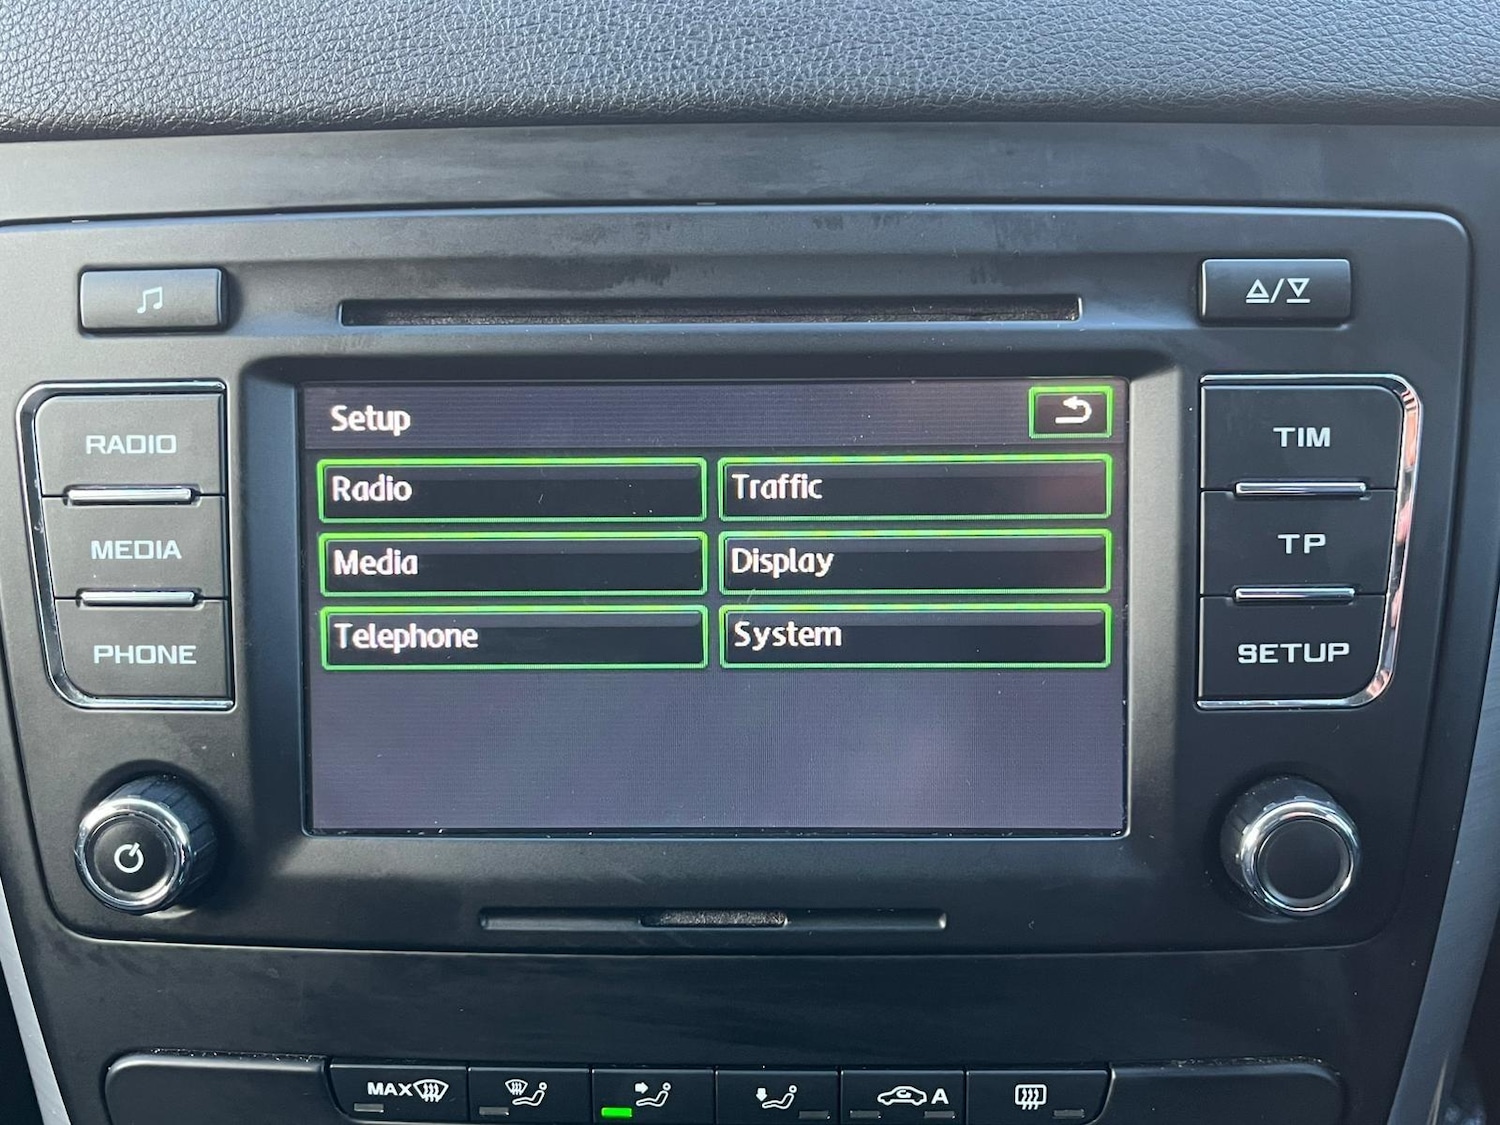 RADIO
MEDIA
PHONE
Setup
Radio
Traffic
Media
Display
Telephone
System
TIM
TP
SETUP
MAX
A